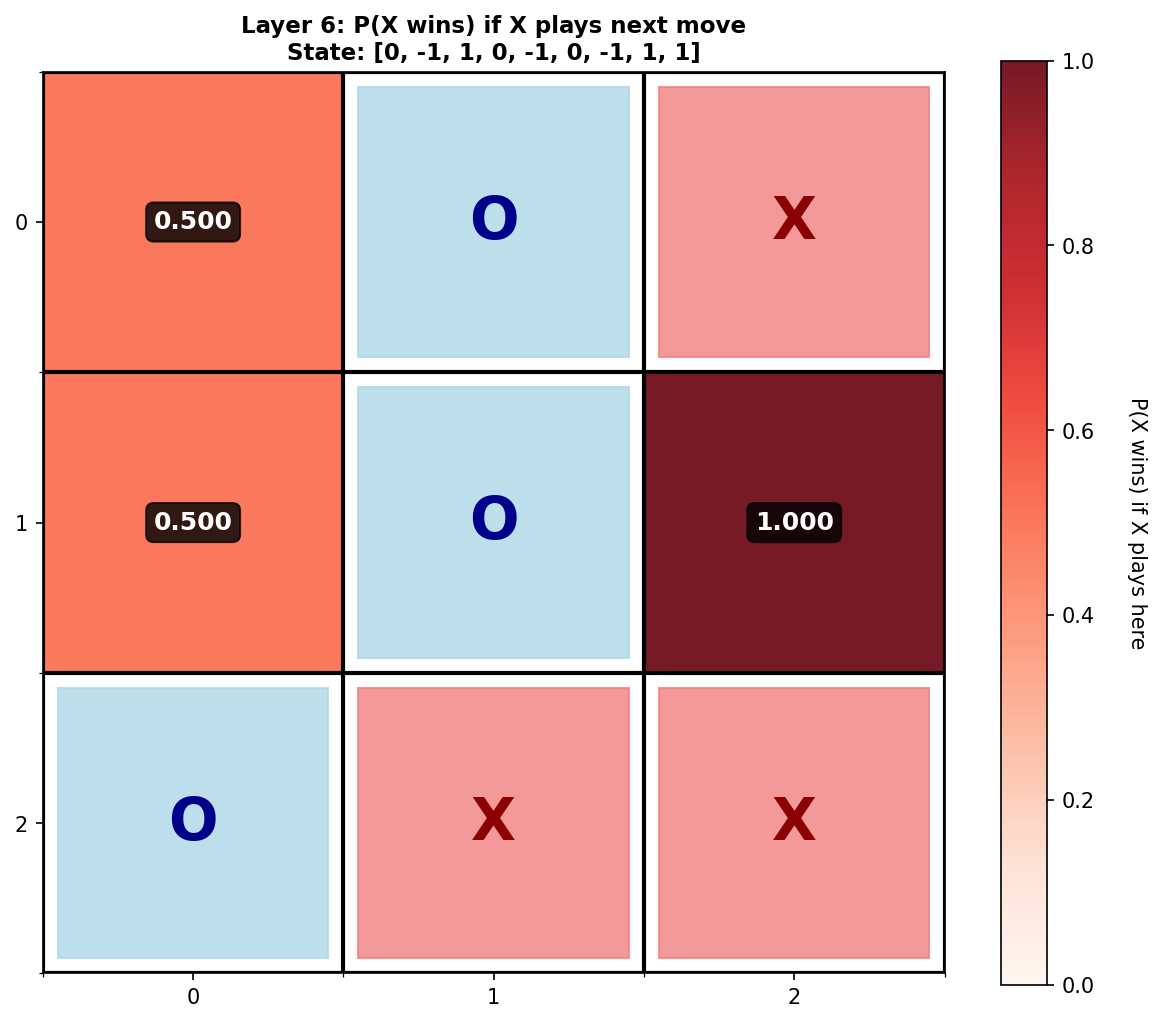 Layer 6: P(X wins) if X plays next move
State: [0, -1, 1, 0, -1, 0, -1, 1, 1]
0
0.500
O
X
1
0.500
O
1.000
2
O
X
X
0
1
2
1.0
0.8
0.6
0.4
0.2
0.0
P(X wins) if X plays here